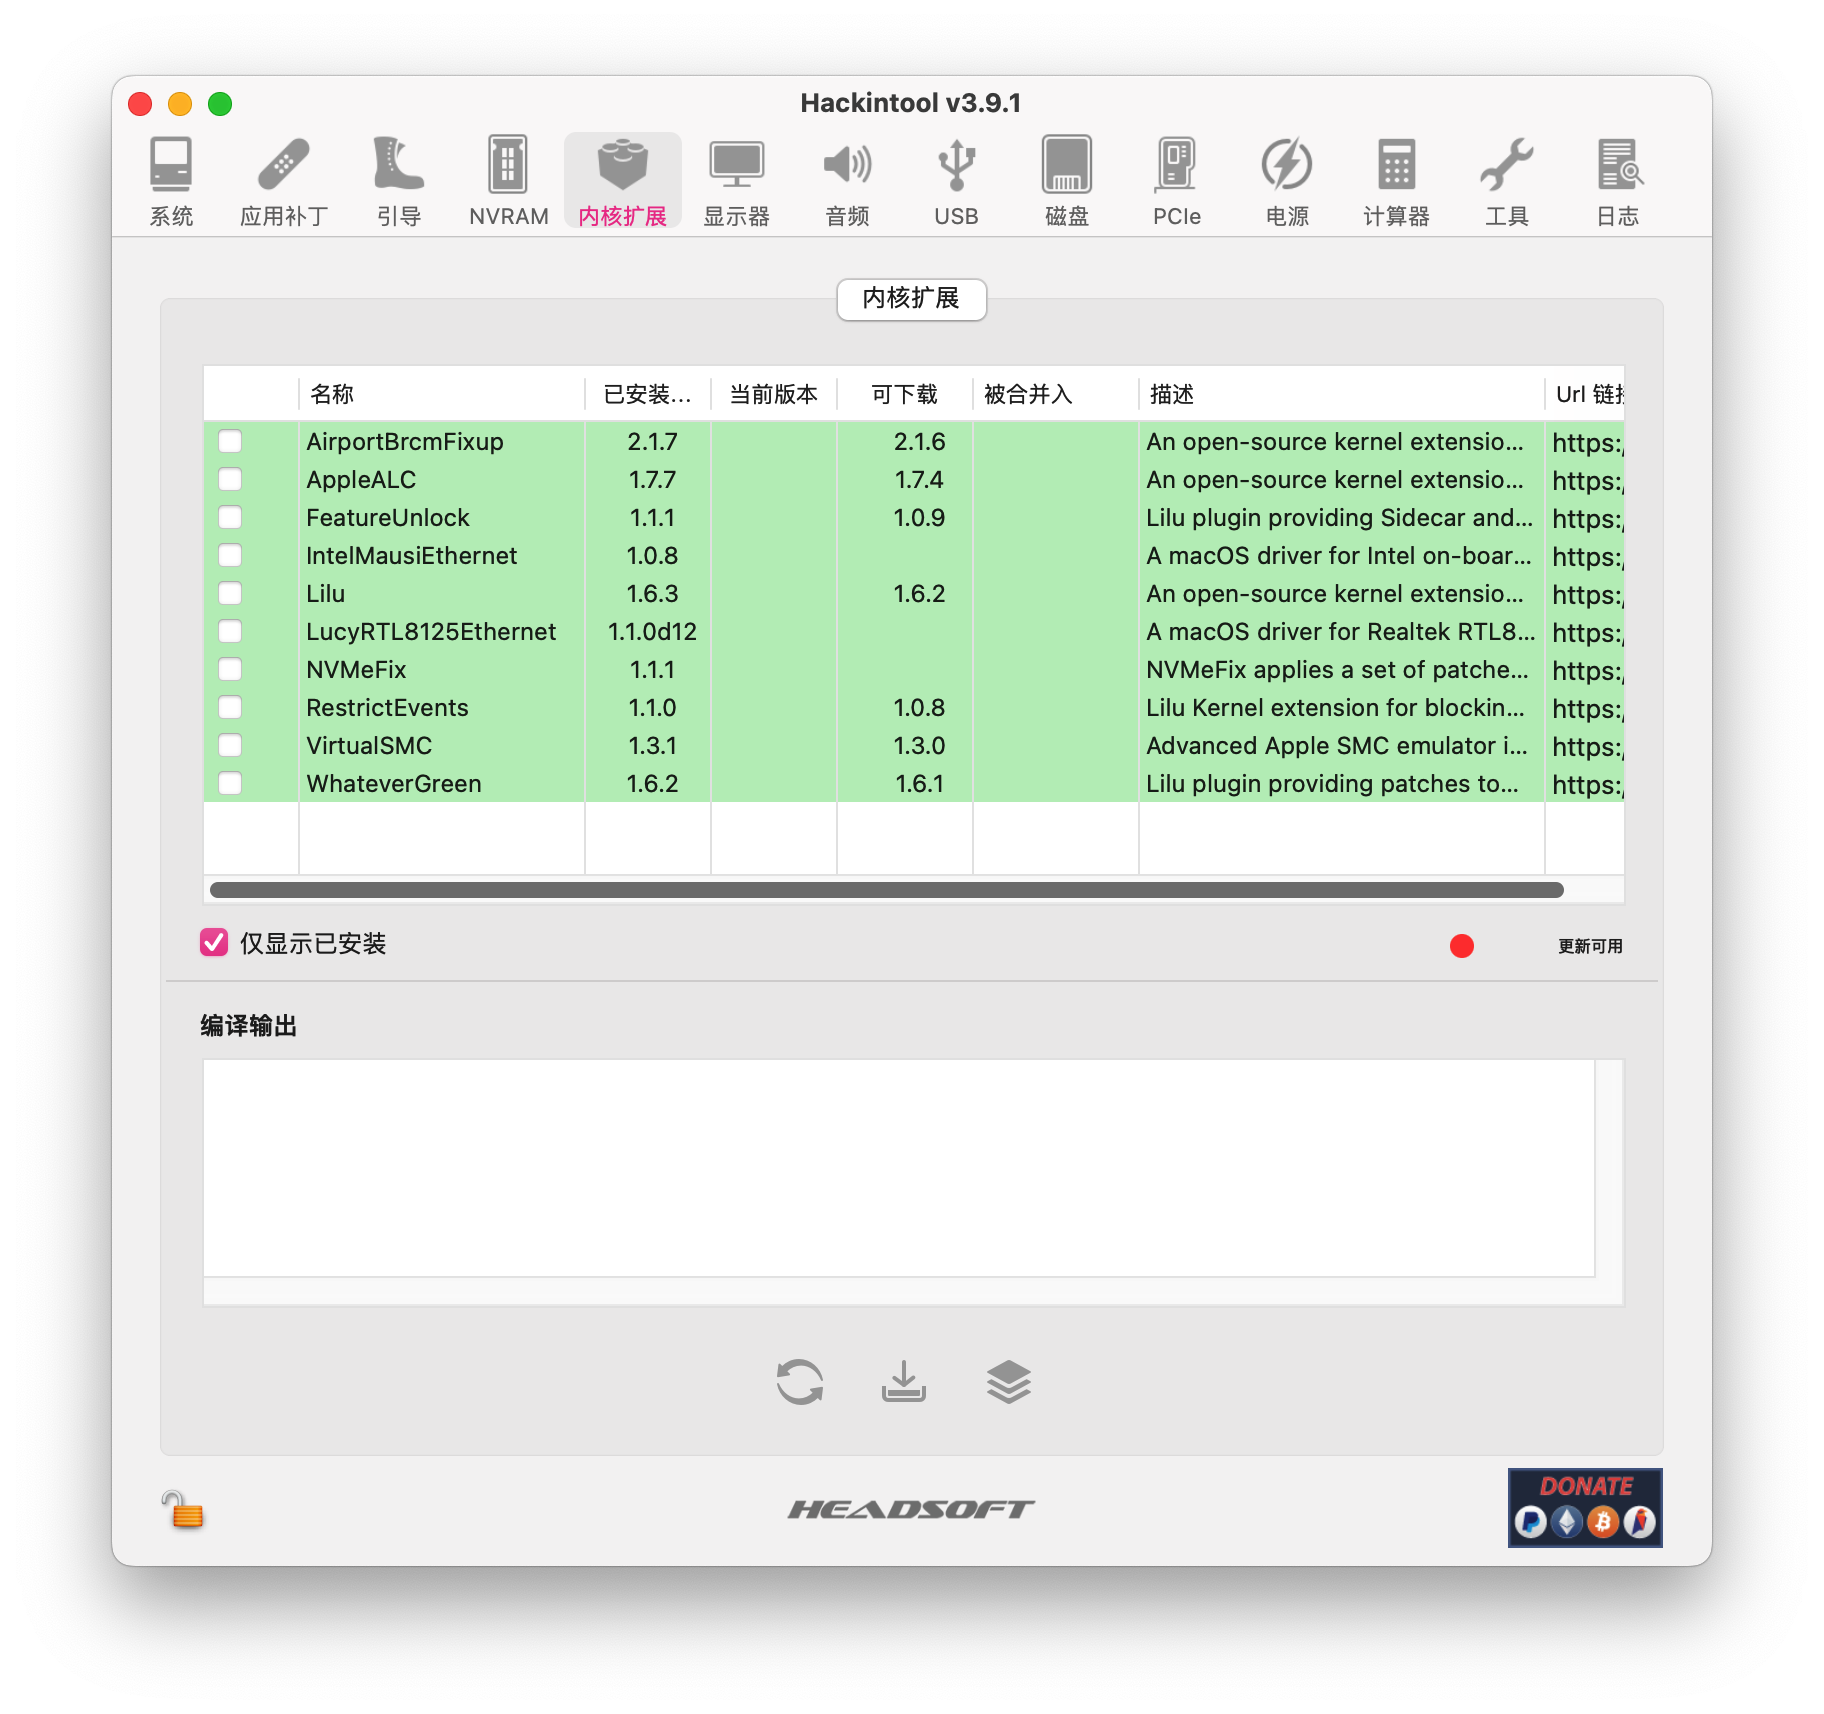 Hackintool v3.9.1
系统 应用补丁 引导 NVRAM 内核扩展 显示器 音频 USB 磁盘 PCIe 电源 计算器 工具 日志
内核扩展
名称 已安装... 当前版本 可下载 被合并入 描述 Url
AirportBrcmFixup 2.1.7 2.1.6 An open-source kernel extensio... https:/
AppleALC 1.7.7 1.7.4 An open-source kernel extensio... https:/
FeatureUnlock 1.1.1 1.0.9 Lilu plugin providing Sidecar and... https:/
IntelMausiEthernet 1.0.8 A macOS driver for Intel on-boar... https:/
Lilu 1.6.3 1.6.2 An open-source kernel extensio... https:/
LucyRTL8125Ethernet 1.1.0d12 A macOS driver for Realtek RTL8... https:/
NVMeFix 1.1.1 NVMeFix applies a set of patche... https:/
RestrictEvents 1.1.0 1.0.8 Lilu Kernel extension for blockin... https:/
VirtualSMC 1.3.1 1.3.0 Advanced Apple SMC emulator i... https:/
WhateverGreen 1.6.2 1.6.1 Lilu plugin providing patches to... https:/
仅显示已安装 更新可用
编译输出
HEADSOFT
DONATE